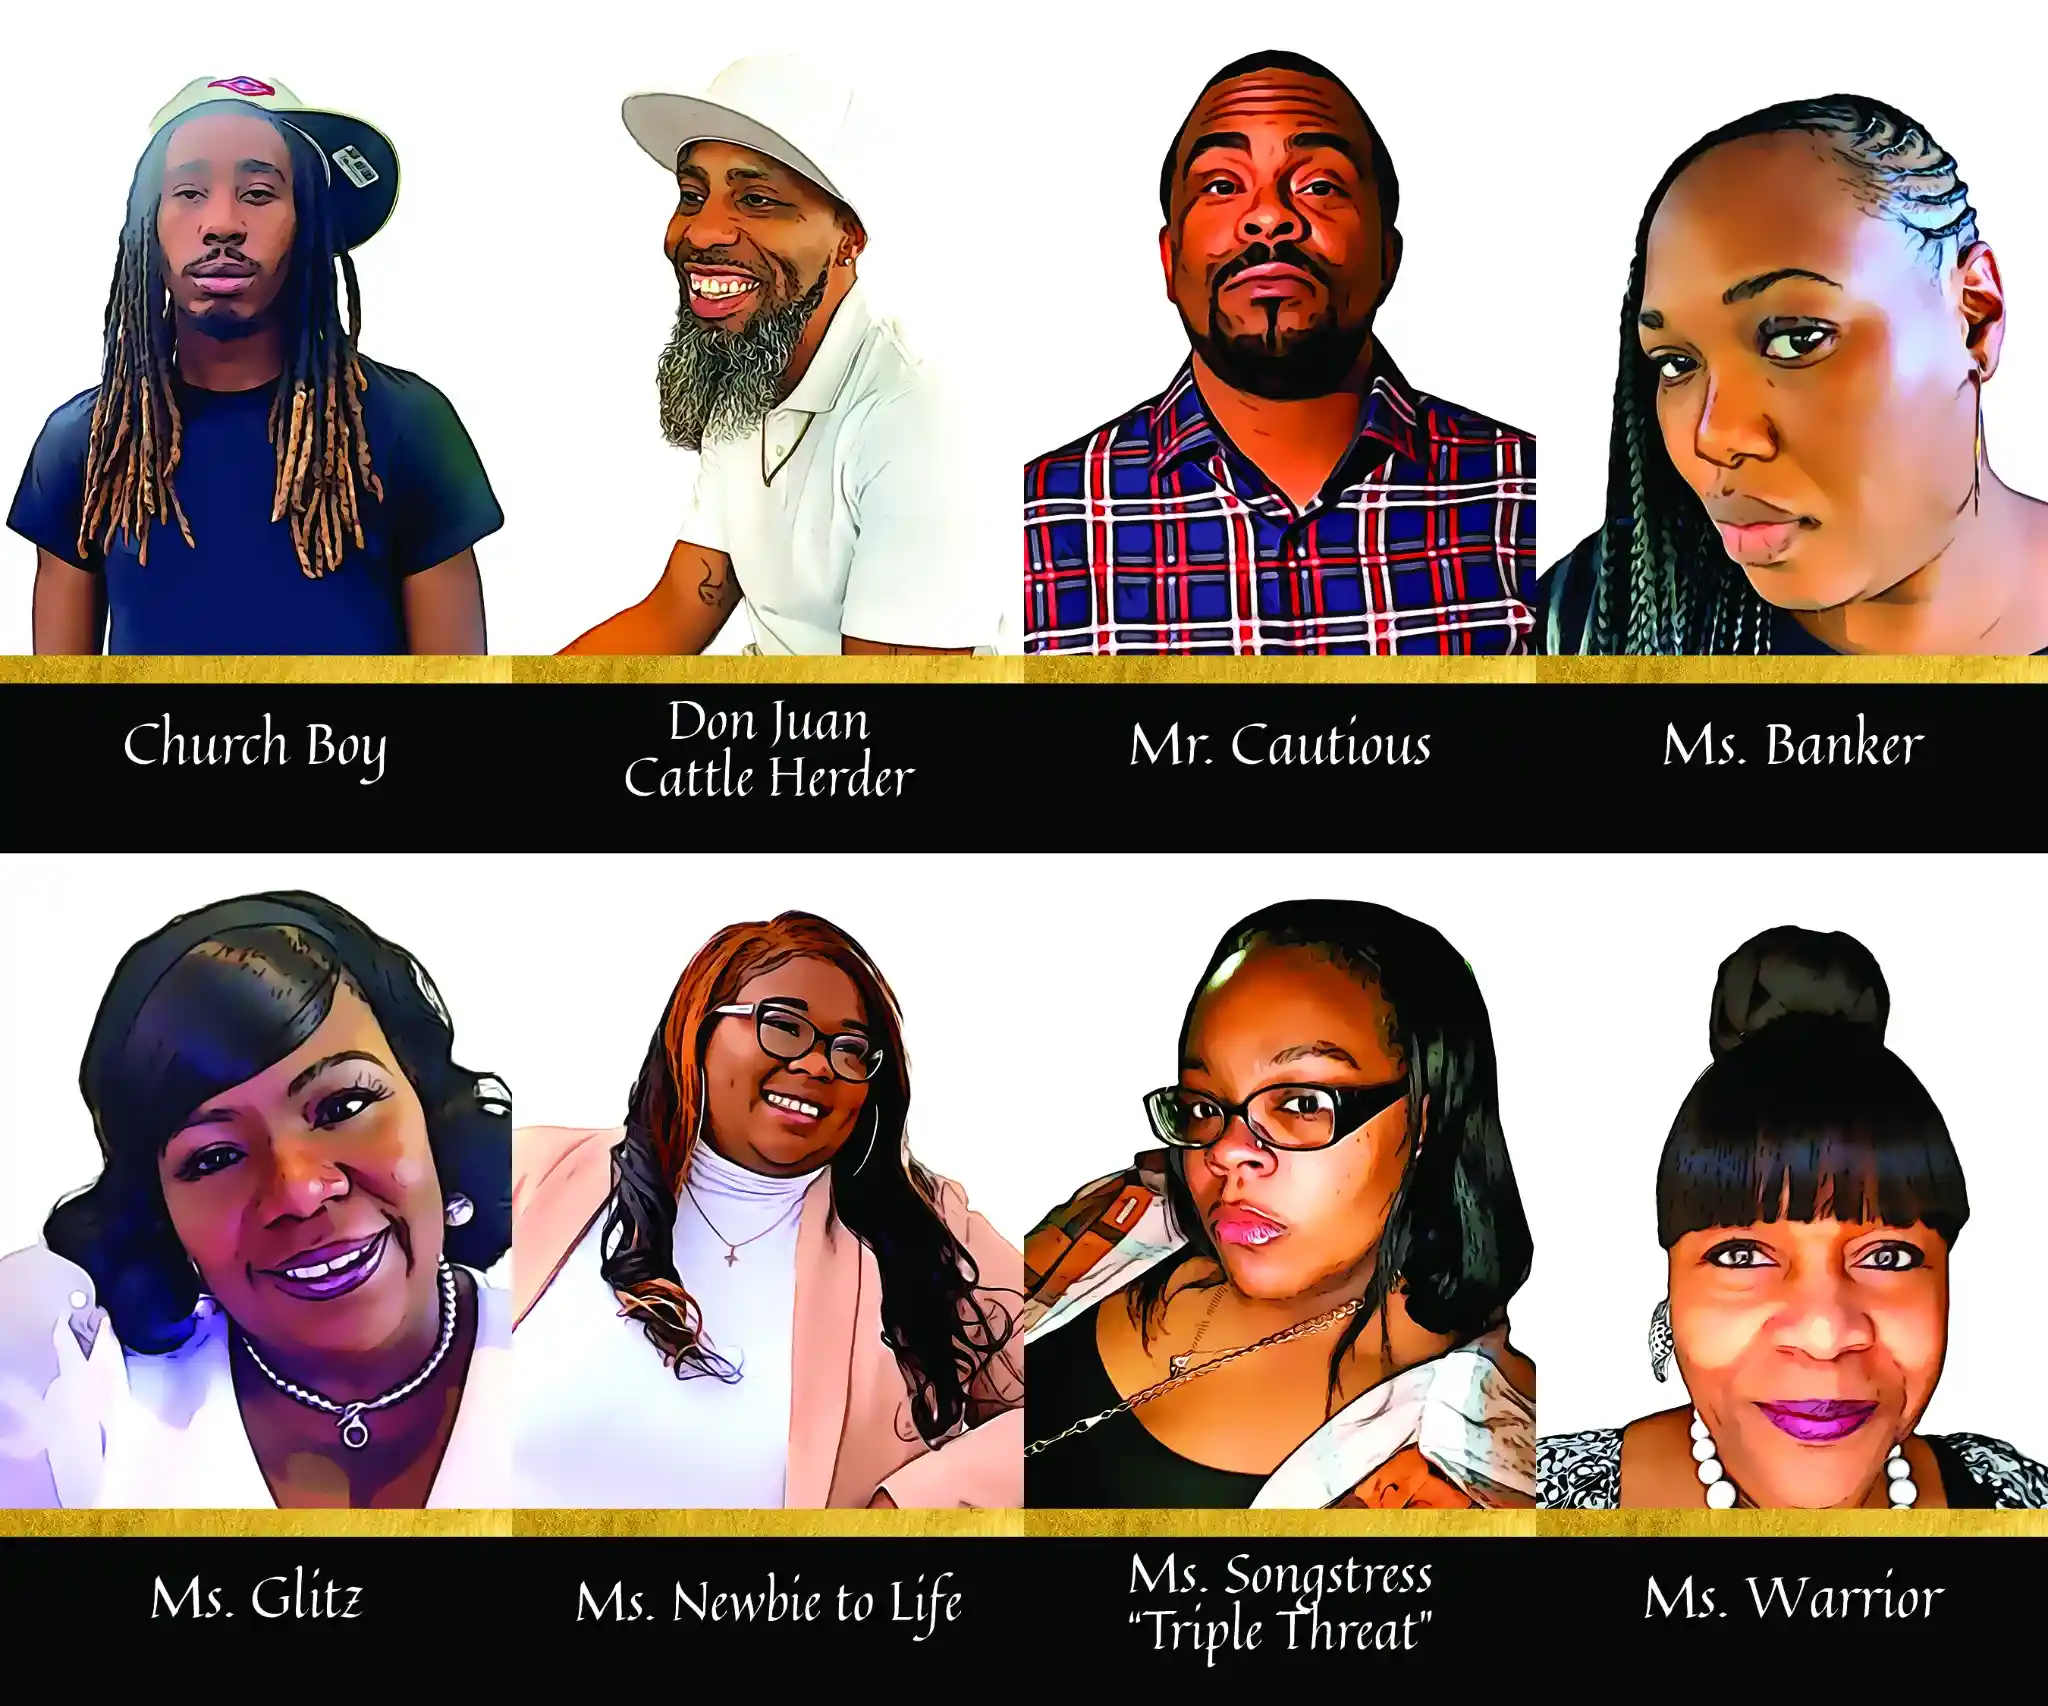 Church Boy
Don Juan
Cattle Herder
Mr. Cautious
Ms. Banker
Ms. Glitz
Ms. Newbie to Life
Ms. Songstress
“Triple Threat”
Ms. Warrior